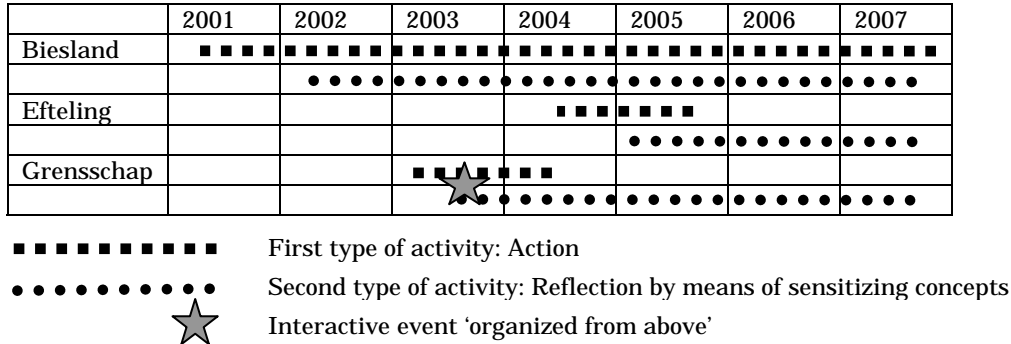 2001 2002 2003 2004 2005 2006 2007
Biesland
Efteling
Grensschap
First type of activity: Action
Second type of activity: Reflection by means of sensitizing concepts
Interactive event ‘organized from above’